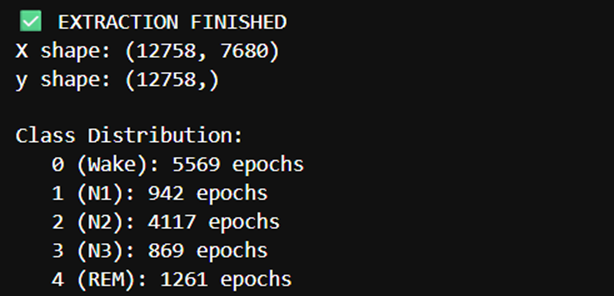 ✅ EXTRACTION FINISHED
X shape: (12758, 7680)
y shape: (12758,)
Class Distribution:
0 (Wake): 5569 epochs
1 (N1): 942 epochs
2 (N2): 4117 epochs
3 (N3): 869 epochs
4 (REM): 1261 epochs